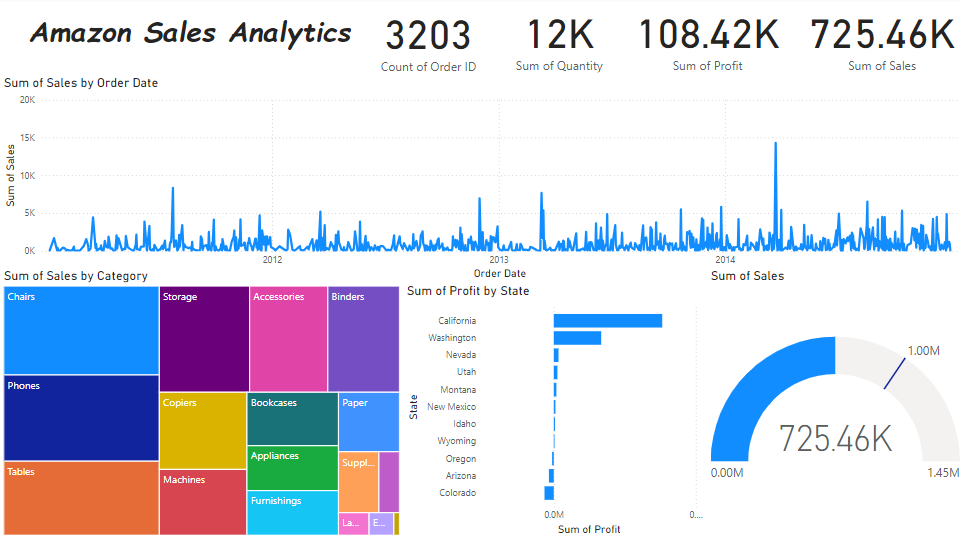 Amazon Sales Analytics
3203
Count of Order ID
12K
Sum of Quantity
108.42K
Sum of Profit
725.46K
Sum of Sales
Sum of Sales by Order Date
20K
15K
10K
5K
0K
Sum of Sales
2012
2013
2014
Order Date
Sum of Sales by Category
Chairs
Phones
Tables
Storage
Accessories
Binders
Copiers
Machines
Bookcases
Appliances
Furnishings
Paper
Suppl...
La...
E...
Sum of Profit by State
State
California
Washington
Nevada
Utah
Montana
New Mexico
Idaho
Wyoming
Oregon
Arizona
Colorado
0.0M
0....
Sum of Profit
Sum of Sales
1.00M
725.46K
0.00M
1.45M